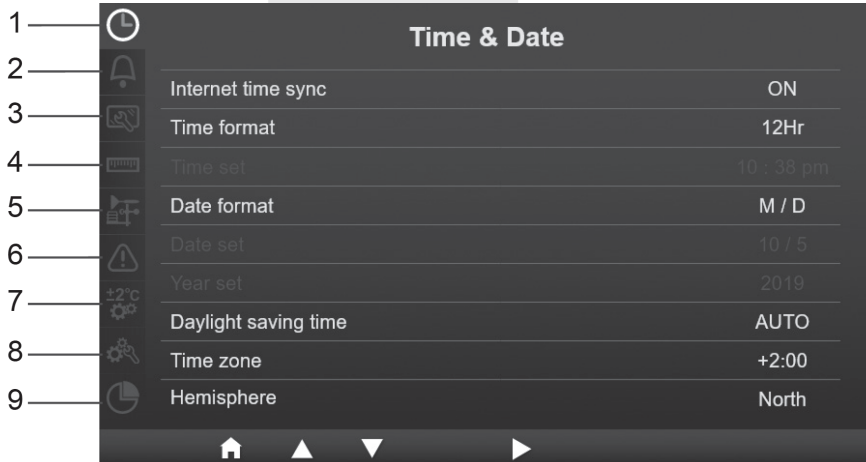 Time & Date
1
2
3
4
5
6
7
8
9
Internet time sync ON
Time format 12Hr
Time set 10 : 38 pm
Date format M / D
Date set 10 / 5
Year set 2019
Daylight saving time AUTO
Time zone +2:00
Hemisphere North
±2°C